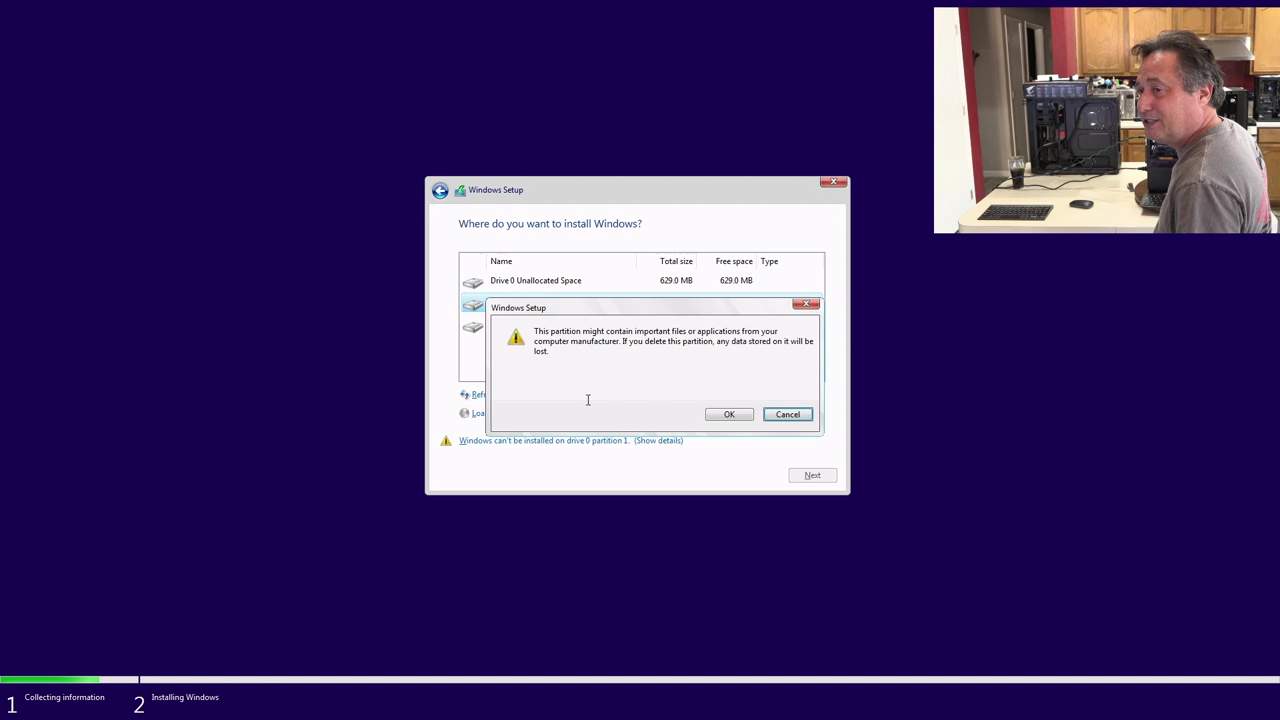 Windows Setup
Where do you want to install Windows?
Name Total size Free space Type
Drive 0 Unallocated Space 629.0 MB 629.0 MB
Windows Setup
This partition might contain important files or applications from your
computer manufacturer. If you delete this partition, any data stored on it will be
lost.
OK Cancel
Windows can't be installed on drive 0 partition 1. (Show details)
Next
1 Collecting information 2 Installing Windows